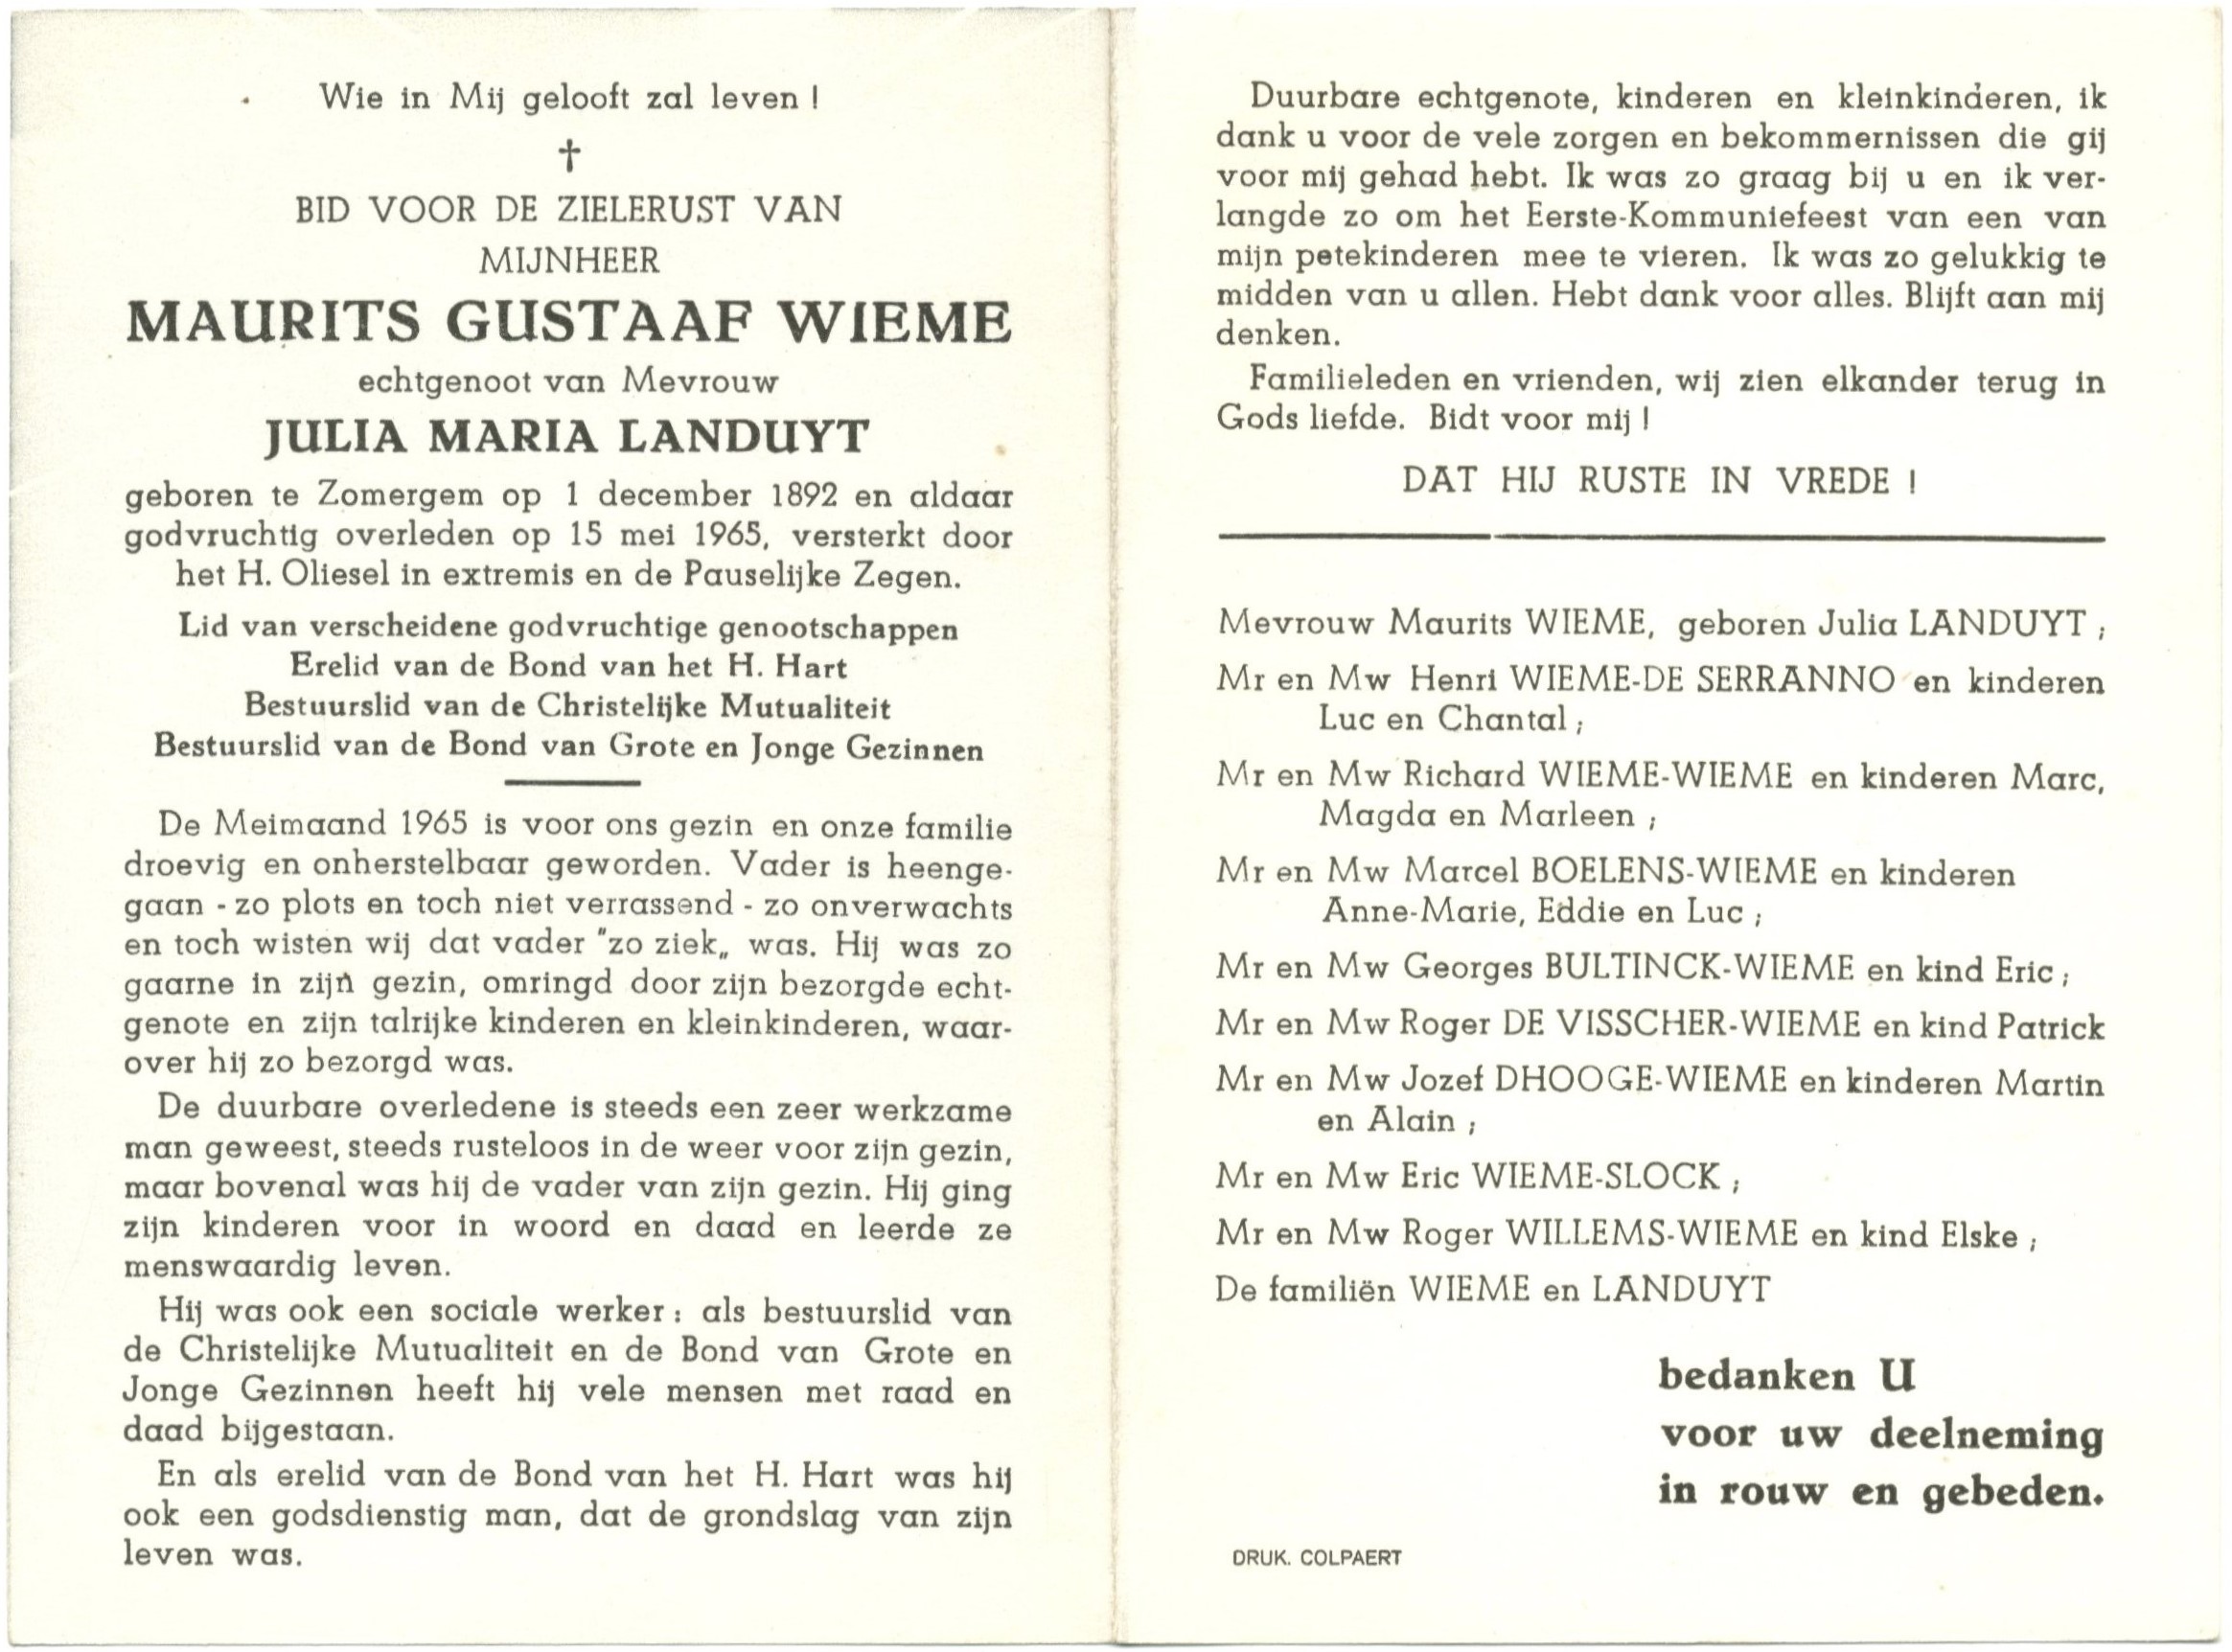 Wie in Mij gelooft zal leven !
✝
BID VOOR DE ZIELERUST VAN
MIJNHEER
MAURITS GUSTAAF WIEME
echtgenoot van Mevrouw
JULIA MARIA LANDUYT
geboren te Zomergem op 1 december 1892 en aldaar
godvruchtig overleden op 15 mei 1965, versterkt door
het H. Oliesel in extremis en de Pauselijke Zegen.
Lid van verscheidene godvruchtige genootschappen
Erelid van de Bond van het H. Hart
Bestuurslid van de Christelijke Mutualiteit
Bestuurslid van de Bond van Grote en Jonge Gezinnen
De Meimaand 1965 is voor ons gezin en onze familie
droevig en onherstelbaar geworden. Vader is heenge-
gaan - zo plots en toch niet verrassend - zo onverwachts
en toch wisten wij dat vader "zo ziek„ was. Hij was zo
gaarne in zijn gezin, omringd door zijn bezorgde echt-
genote en zijn talrijke kinderen en kleinkinderen, waar-
over hij zo bezorgd was.
De duurbare overledene is steeds een zeer werkzame
man geweest, steeds rusteloos in de weer voor zijn gezin,
maar bovenal was hij de vader van zijn gezin. Hij ging
zijn kinderen voor in woord en daad en leerde ze
menswaardig leven.
Hij was ook een sociale werker : als bestuurslid van
de Christelijke Mutualiteit en de Bond van Grote en
Jonge Gezinnen heeft hij vele mensen met raad en
daad bijgestaan.
En als erelid van de Bond van het H. Hart was hij
ook een godsdienstig man, dat de grondslag van zijn
leven was.
Duurbare echtgenote, kinderen en kleinkinderen, ik
dank u voor de vele zorgen en bekommernissen die gij
voor mij gehad hebt. Ik was zo graag bij u en ik ver-
langde zo om het Eerste-Kommuniefeest van een van
mijn petekinderen mee te vieren. Ik was zo gelukkig te
midden van u allen. Hebt dank voor alles. Blijft aan mij
denken.
Familieleden en vrienden, wij zien elkander terug in
Gods liefde. Bidt voor mij !
DAT HIJ RUSTE IN VREDE !
Mevrouw Maurits WIEME, geboren Julia LANDUYT ;
Mr en Mw Henri WIEME-DE SERRANNO en kinderen
Luc en Chantal ;
Mr en Mw Richard WIEME-WIEME en kinderen Marc,
Magda en Marleen ;
Mr en Mw Marcel BOELENS-WIEME en kinderen
Anne-Marie, Eddie en Luc ;
Mr en Mw Georges BULTINCK-WIEME en kind Eric ;
Mr en Mw Roger DE VISSCHER-WIEME en kind Patrick
Mr en Mw Jozef DHOOGE-WIEME en kinderen Martin
en Alain ;
Mr en Mw Eric WIEME-SLOCK ;
Mr en Mw Roger WILLEMS-WIEME en kind Elske ;
De familiën WIEME en LANDUYT
bedanken U
voor uw deelneming
in rouw en gebeden.
DRUK. COLPAERT